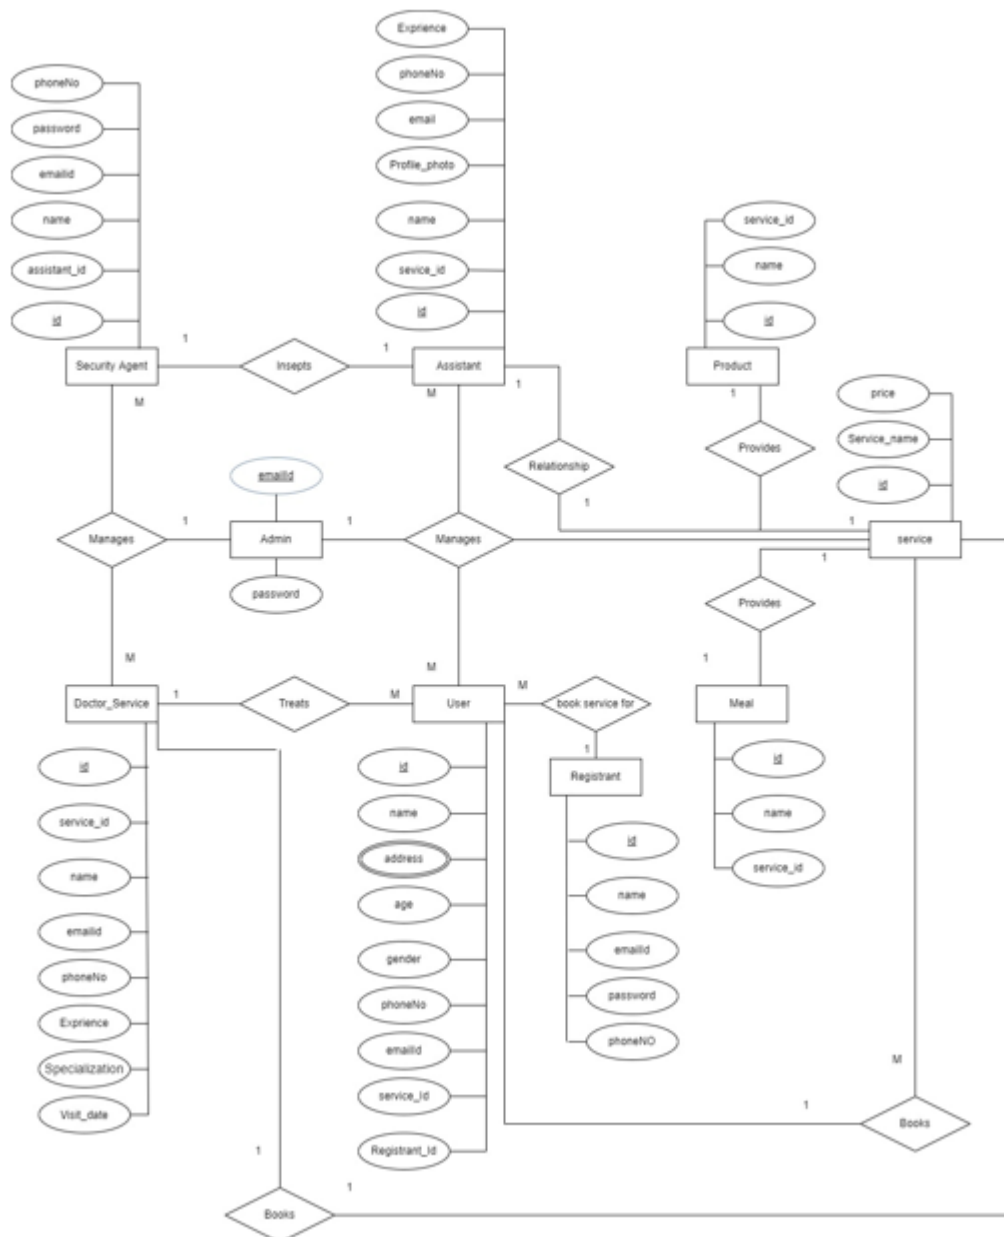 Exprience
phoneNo
email
Profile_photo
name
sevice_id
id
phoneNo
password
emailid
name
assistant_id
id
service_id
name
id
Security Agent
1
Insepts
1
Assistant
Product
M
M
1
1
price
Service_name
id
Provides
Relationship
1
emailId
Manages
1
Admin
1
Manages
1
service
password
1
Provides
M
M
1
Doctor_Service
1
Treats
M
User
M
book service for
1
Meal
Registrant
id
service_id
name
emailid
phoneNo
Exprience
Specialization
Visit_date
id
name
address
age
gender
phoneNo
emailId
service_Id
Registrant_Id
id
name
emailId
password
phoneNO
id
name
service_id
M
1
Books
1
1
Books